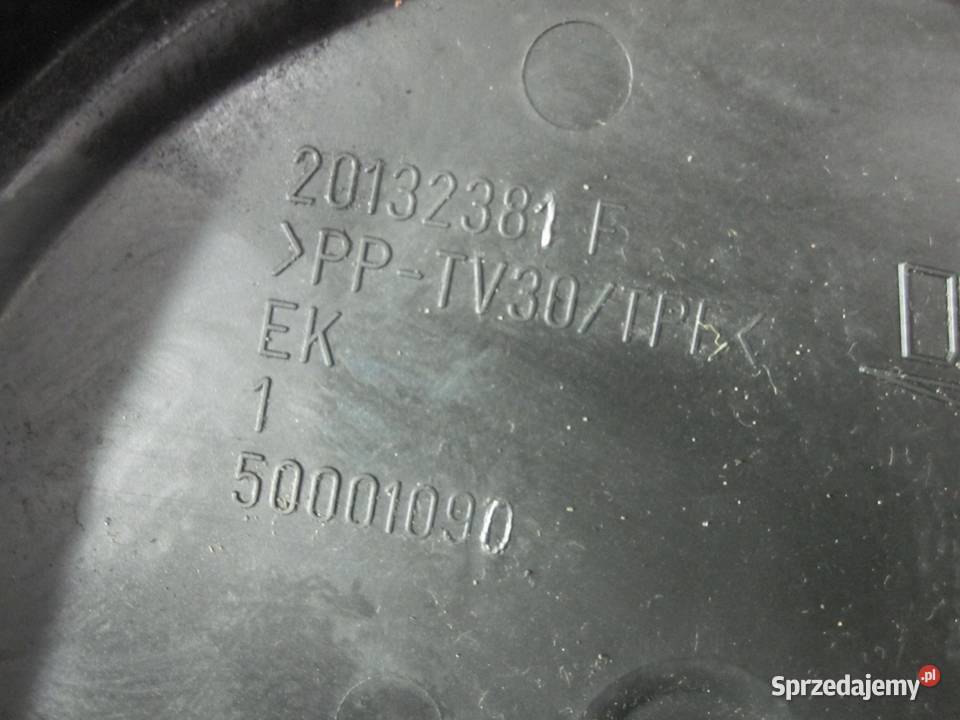 20132381 F
>PP-TV30/TPE<
EK
1
50001090
Sprzedajemy.pl